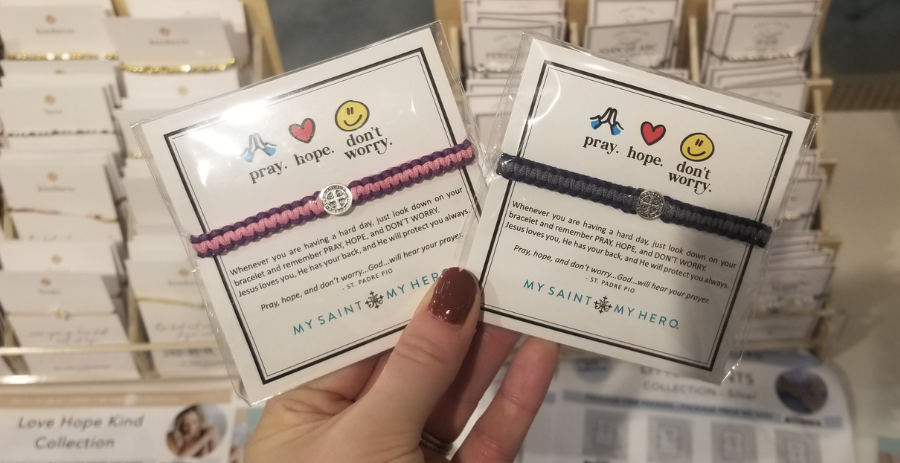 pray. hope. don't
worry.
Whenever you are having a hard day, just look down on your
bracelet and remember PRAY, HOPE, and DON'T WORRY.
Jesus loves you, He has your back, and He will protect you always.
Pray, hope, and don't worry...God...will hear your prayer.
- ST. PADRE PIO
MY SAINT MY HERO
pray. hope. don't
worry.
Whenever you are having a hard day, just look down on your
bracelet and remember PRAY, HOPE, and DON'T WORRY.
Jesus loves you, He has your back, and He will protect you always.
Pray, hope, and don't worry...God...will hear your prayer.
- ST. PADRE PIO
MY SAINT MY HERO
Love Hope Kind
Collection
COLLECTION - Silver